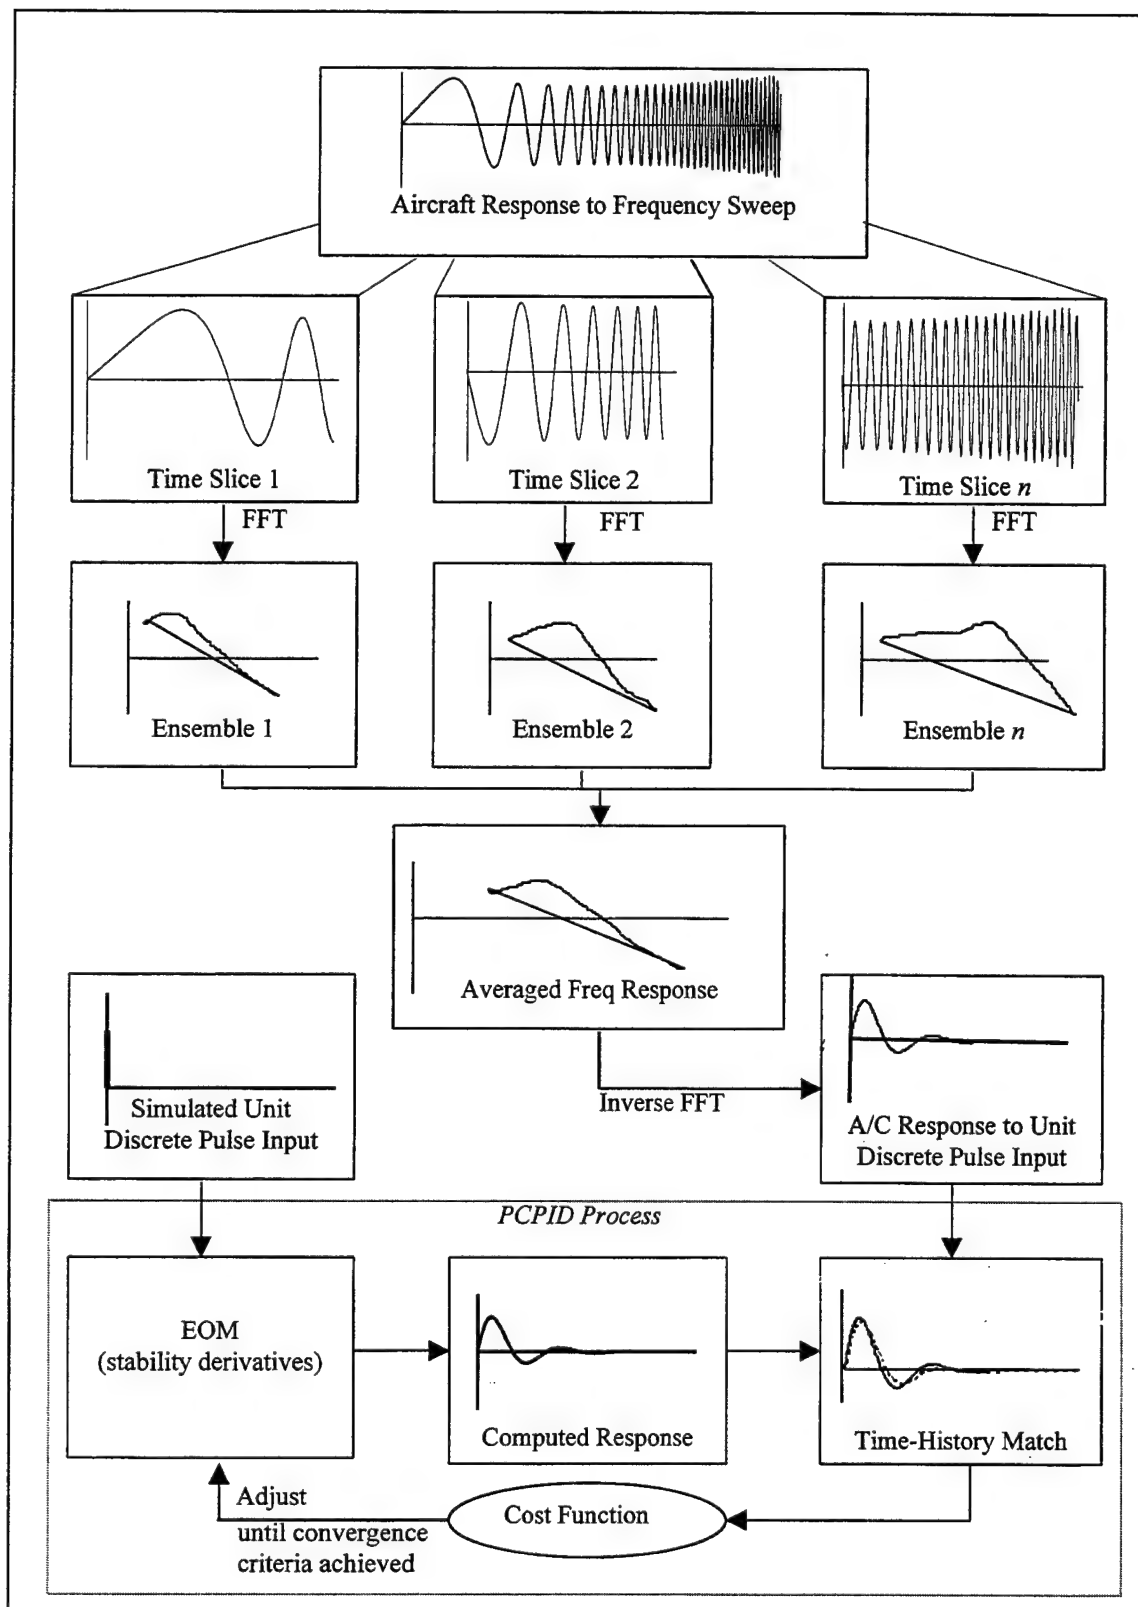 Aircraft Response to Frequency Sweep
Time Slice 1
Time Slice 2
Time Slice n
FFT
FFT
FFT
Ensemble 1
Ensemble 2
Ensemble n
Averaged Freq Response
Simulated Unit
Discrete Pulse Input
Inverse FFT
A/C Response to Unit
Discrete Pulse Input
PCPID Process
EOM
(stability derivatives)
Computed Response
Time-History Match
Adjust
until convergence
criteria achieved
Cost Function